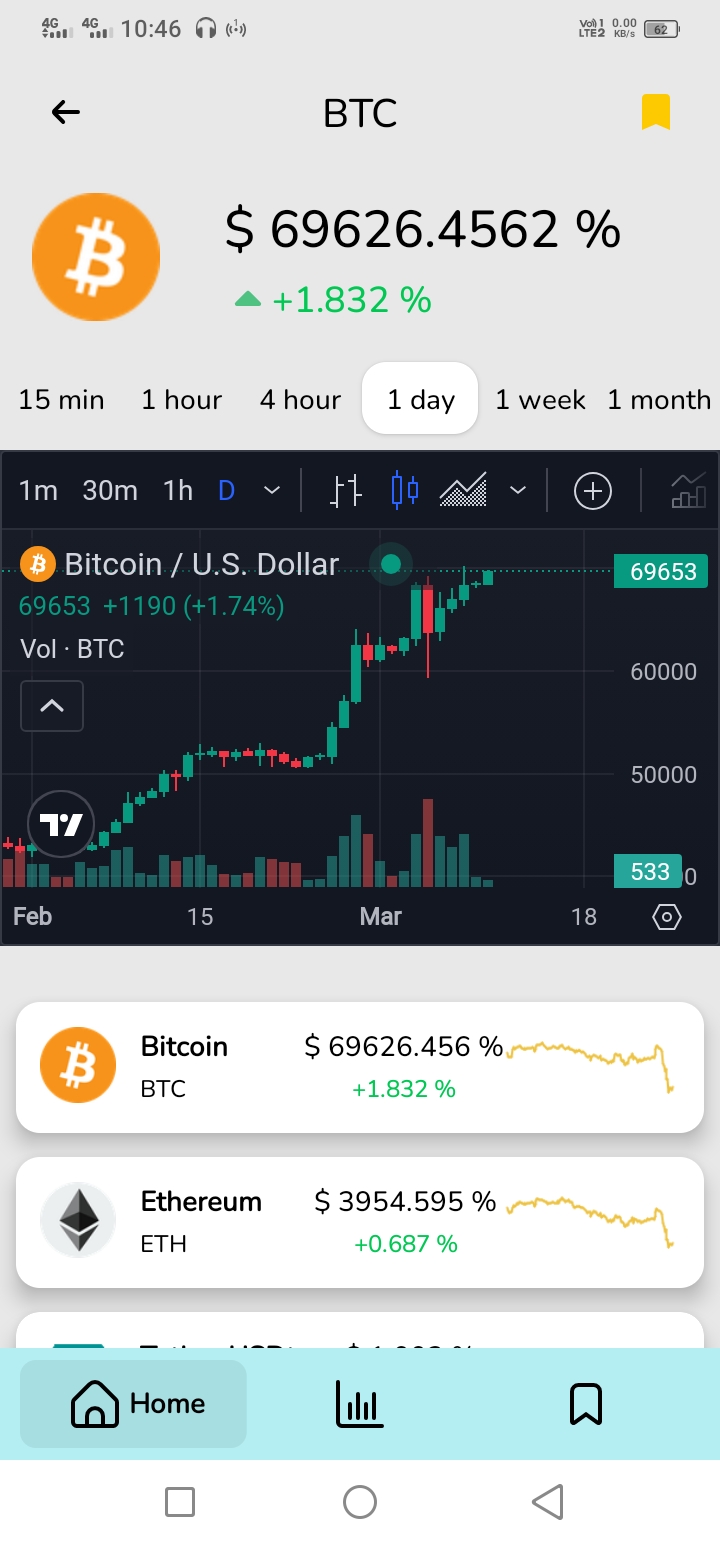 4G 4G 10:46 Vo) 1 LTE2 0.00 KB/s 62
BTC
$ 69626.4562 %
+1.832 %
15 min 1 hour 4 hour 1 day 1 week 1 month
1m 30m 1h D
Bitcoin / U.S. Dollar 69653
69653 +1190 (+1.74%)
Vol · BTC
60000
50000
533 0
Feb 15 Mar 18
Bitcoin $ 69626.456 %
BTC +1.832 %
Ethereum $ 3954.595 %
ETH +0.687 %
Home